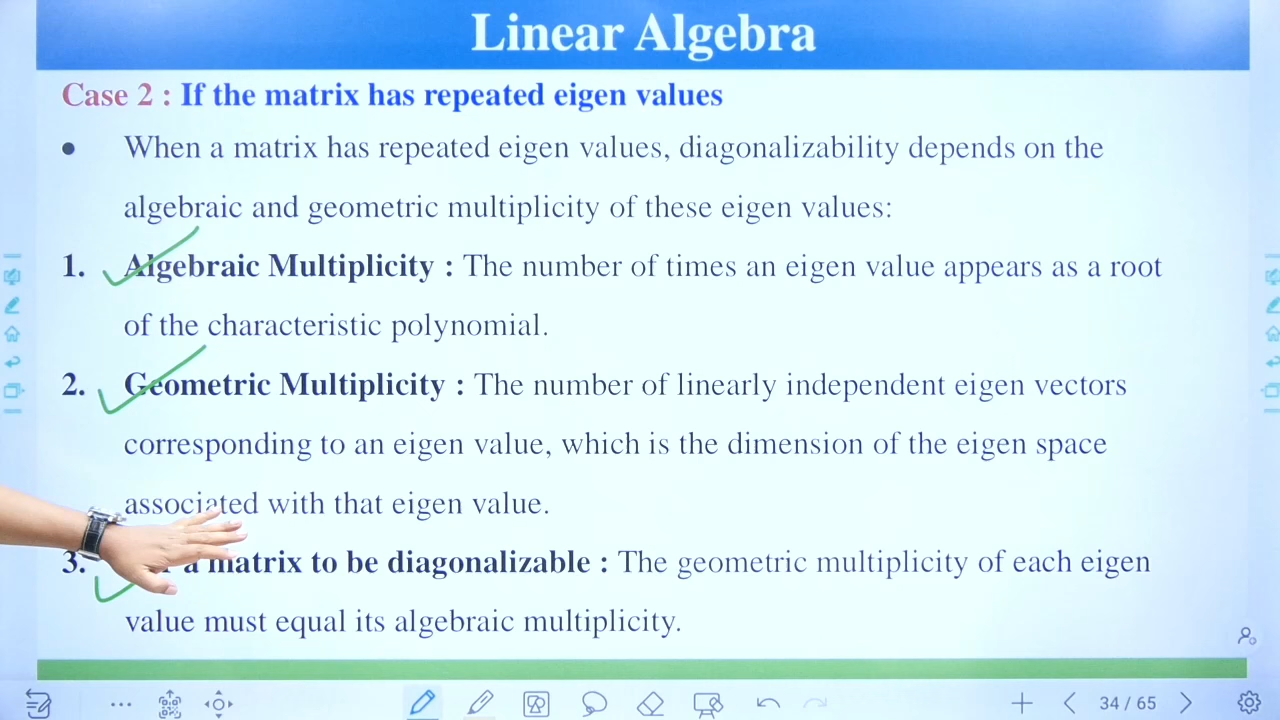 Linear Algebra
Case 2 : If the matrix has repeated eigen values
• When a matrix has repeated eigen values, diagonalizability depends on the
algebraic and geometric multiplicity of these eigen values:
1. Algebraic Multiplicity : The number of times an eigen value appears as a root
of the characteristic polynomial.
2. Geometric Multiplicity : The number of linearly independent eigen vectors
corresponding to an eigen value, which is the dimension of the eigen space
associated with that eigen value.
3. a matrix to be diagonalizable : The geometric multiplicity of each eigen
value must equal its algebraic multiplicity.
34 / 65